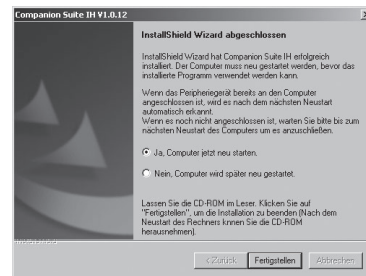 Companion Suite IH V1.0.12
InstallShield Wizard abgeschlossen
InstallShield Wizard hat Companion Suite IH erfolgreich
installiert. Der Computer muss neu gestartet werden, bevor das
installierte Programm verwendet werden kann.
Wenn das Peripheriegerät bereits an den Computer
angeschlossen ist, wird es nach dem nächsten Neustart
automatisch erkannt.
Wenn es noch nicht angeschlossen ist, warten Sie bitte bis zum
nächsten Neustart des Computers um es anzuschließen.
Ja, Computer jetzt neu starten.
Nein, Computer wird später neu gestartet.
Lassen Sie die CD-ROM im Leser. Klicken Sie auf
"Fertigstellen", um die Installation zu beenden (Nach dem
Neustart des Rechners knnen Sie die CD-ROM
herausnehmen).
InstallShield
< Zurück
Fertigstellen
Abbrechen